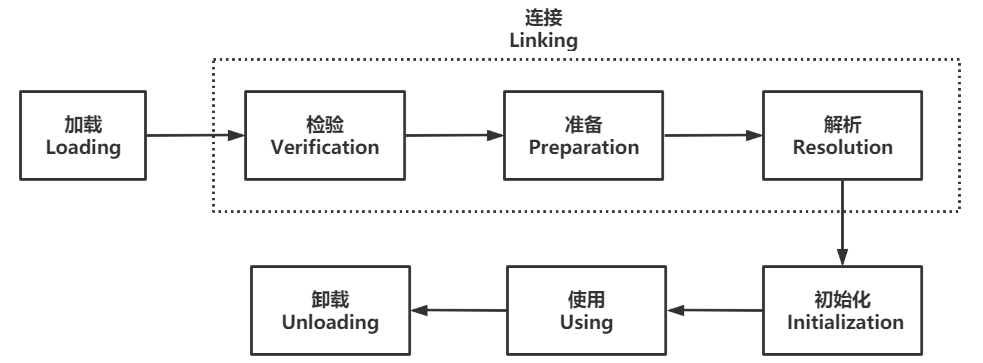 连接
Linking
加载
Loading
检验
Verification
准备
Preparation
解析
Resolution
初始化
Initialization
使用
Using
卸载
Unloading